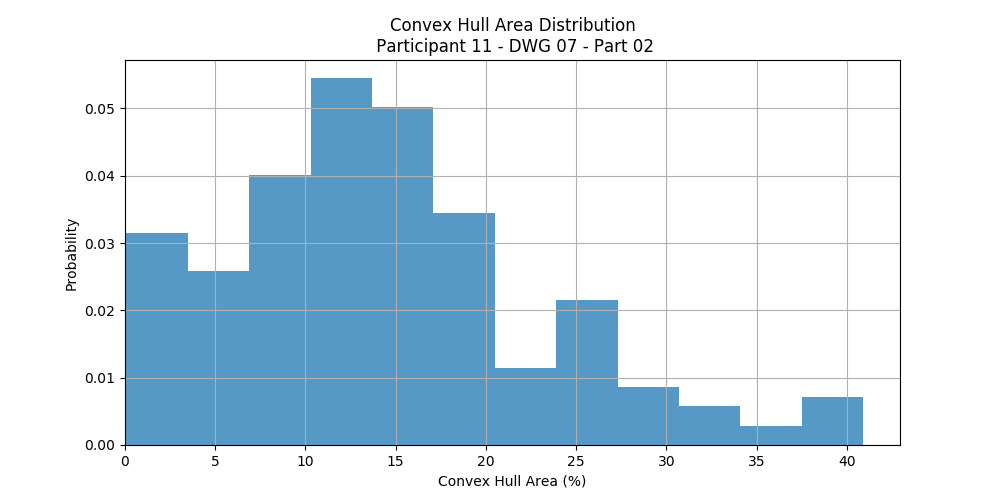 Convex Hull Area Distribution
Participant 11 - DWG 07 - Part 02
Probability
0.05
0.04
0.03
0.02
0.01
0.00
0 5 10 15 20 25 30 35 40
Convex Hull Area (%)